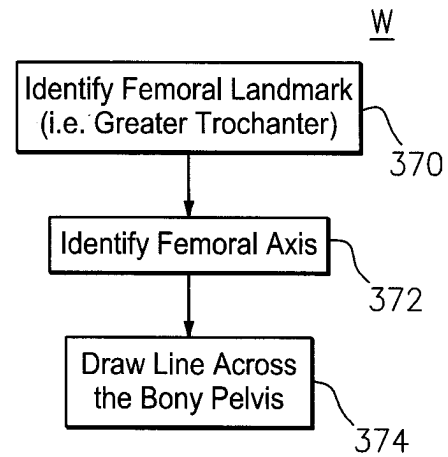 W
Identify Femoral Landmark
(i.e. Greater Trochanter)
370
Identify Femoral Axis
372
Draw Line Across
the Bony Pelvis
374